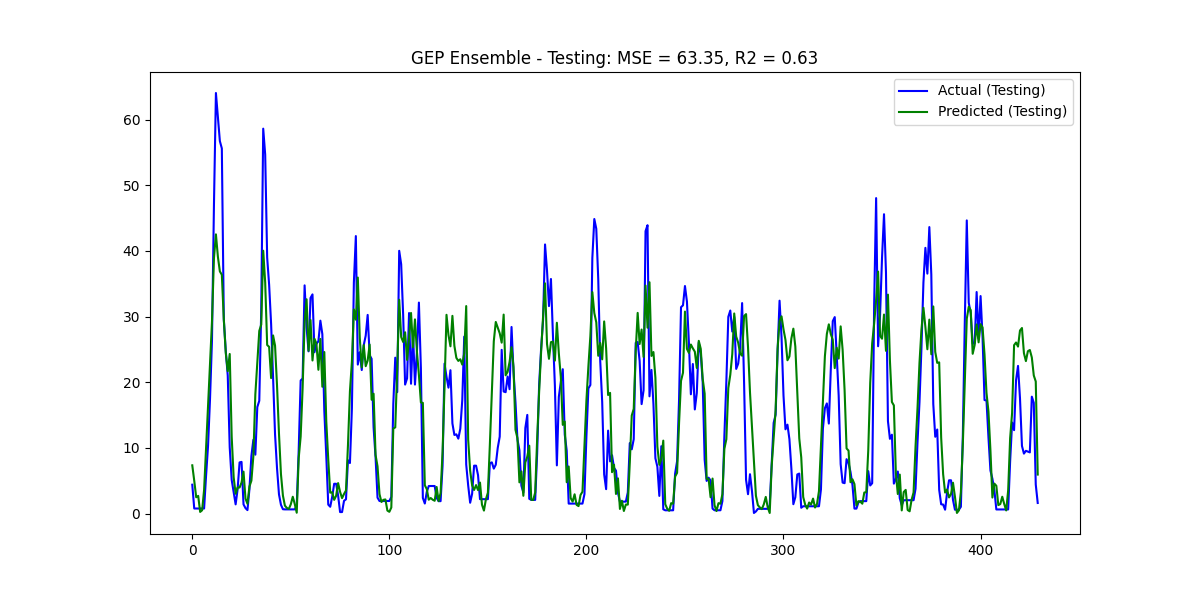 GEP Ensemble - Testing: MSE = 63.35, R2 = 0.63
Actual (Testing)
Predicted (Testing)
60
50
40
30
20
10
0
0 100 200 300 400